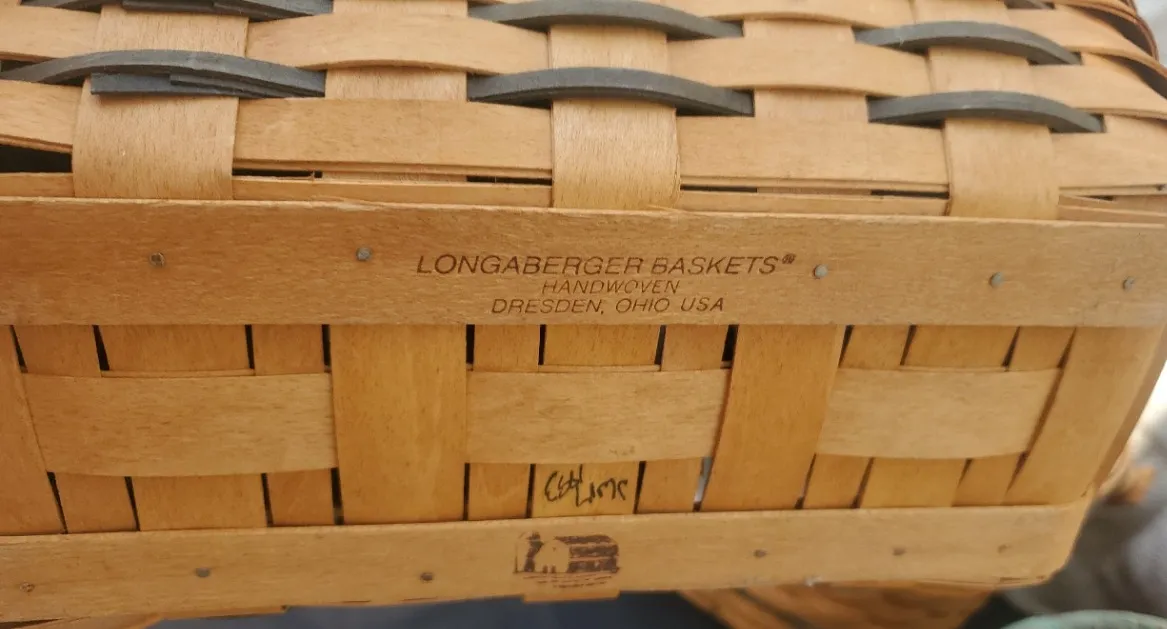 LONGABERGER BASKETS®
HANDWOVEN
DRESDEN, OHIO USA